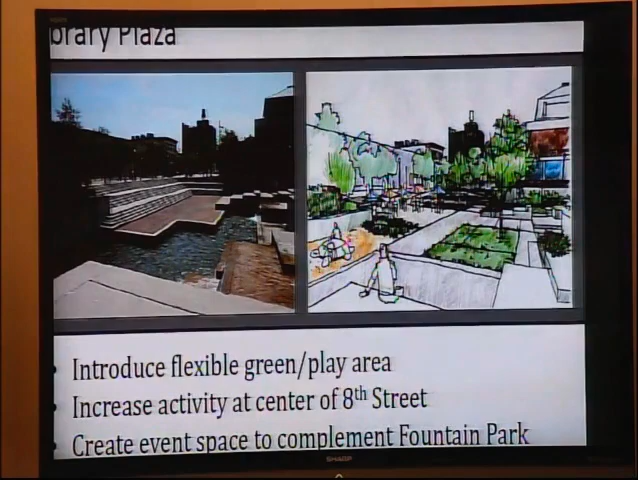 brary Plaza
Introduce flexible green/play area
Increase activity at center of 8th Street
Create event space to complement Fountain Park
SHARP